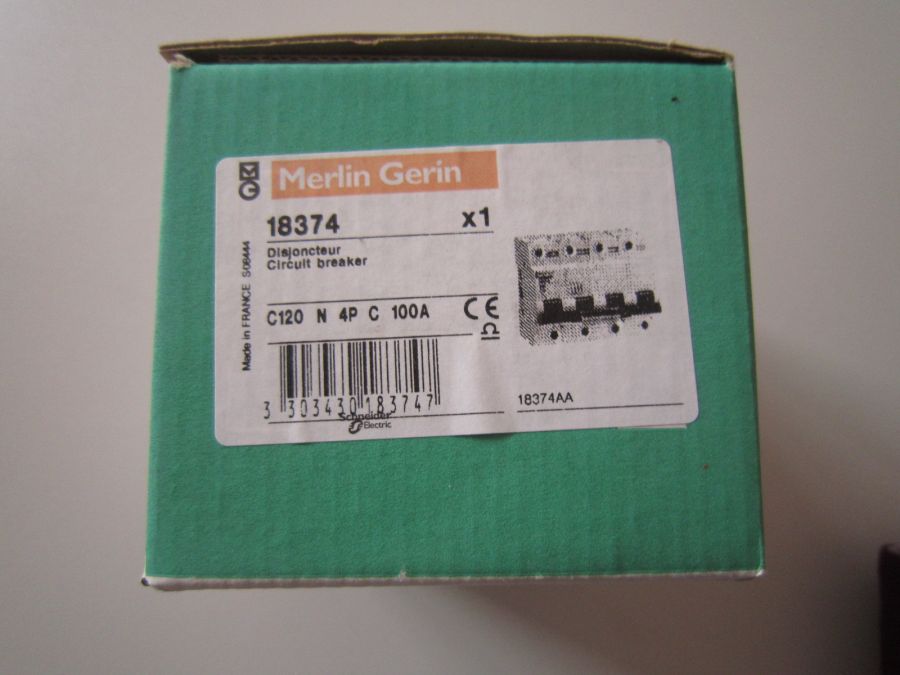 Merlin Gerin
18374 x1
Disjoncteur
Circuit breaker
C120 N 4P C 100A CE
Ω
3 303430 183747
Schneider
Electric
18374AA
Made in FRANCE S06444